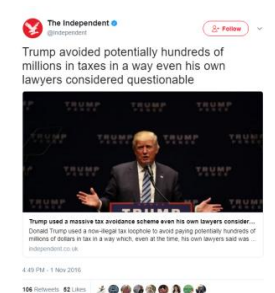 The Independent
@Independent
Follow
Trump avoided potentially hundreds of
millions in taxes in a way even his own
lawyers considered questionable
TRUMP
Trump used a massive tax avoidance scheme even his own lawyers consider...
Donald Trump used a now-illegal tax loophole to avoid paying potentially hundreds of
millions of dollars in tax in a way which, even at the time, his own lawyers said was ...
independent.co.uk
4:45 PM - 1 Nov 2016
106 Retweets 52 Likes